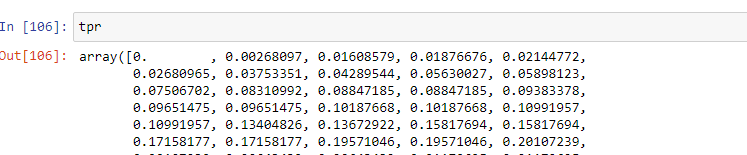 In [106]: tpr
Out[106]: array([0.        , 0.00268097, 0.01608579, 0.01876676, 0.02144772,
0.02680965, 0.03753351, 0.04289544, 0.05630027, 0.05898123,
0.07506702, 0.08310992, 0.08847185, 0.08847185, 0.09383378,
0.09651475, 0.09651475, 0.10187668, 0.10187668, 0.10991957,
0.10991957, 0.13404826, 0.13672922, 0.15817694, 0.15817694,
0.17158177, 0.17158177, 0.19571046, 0.19571046, 0.20107239,